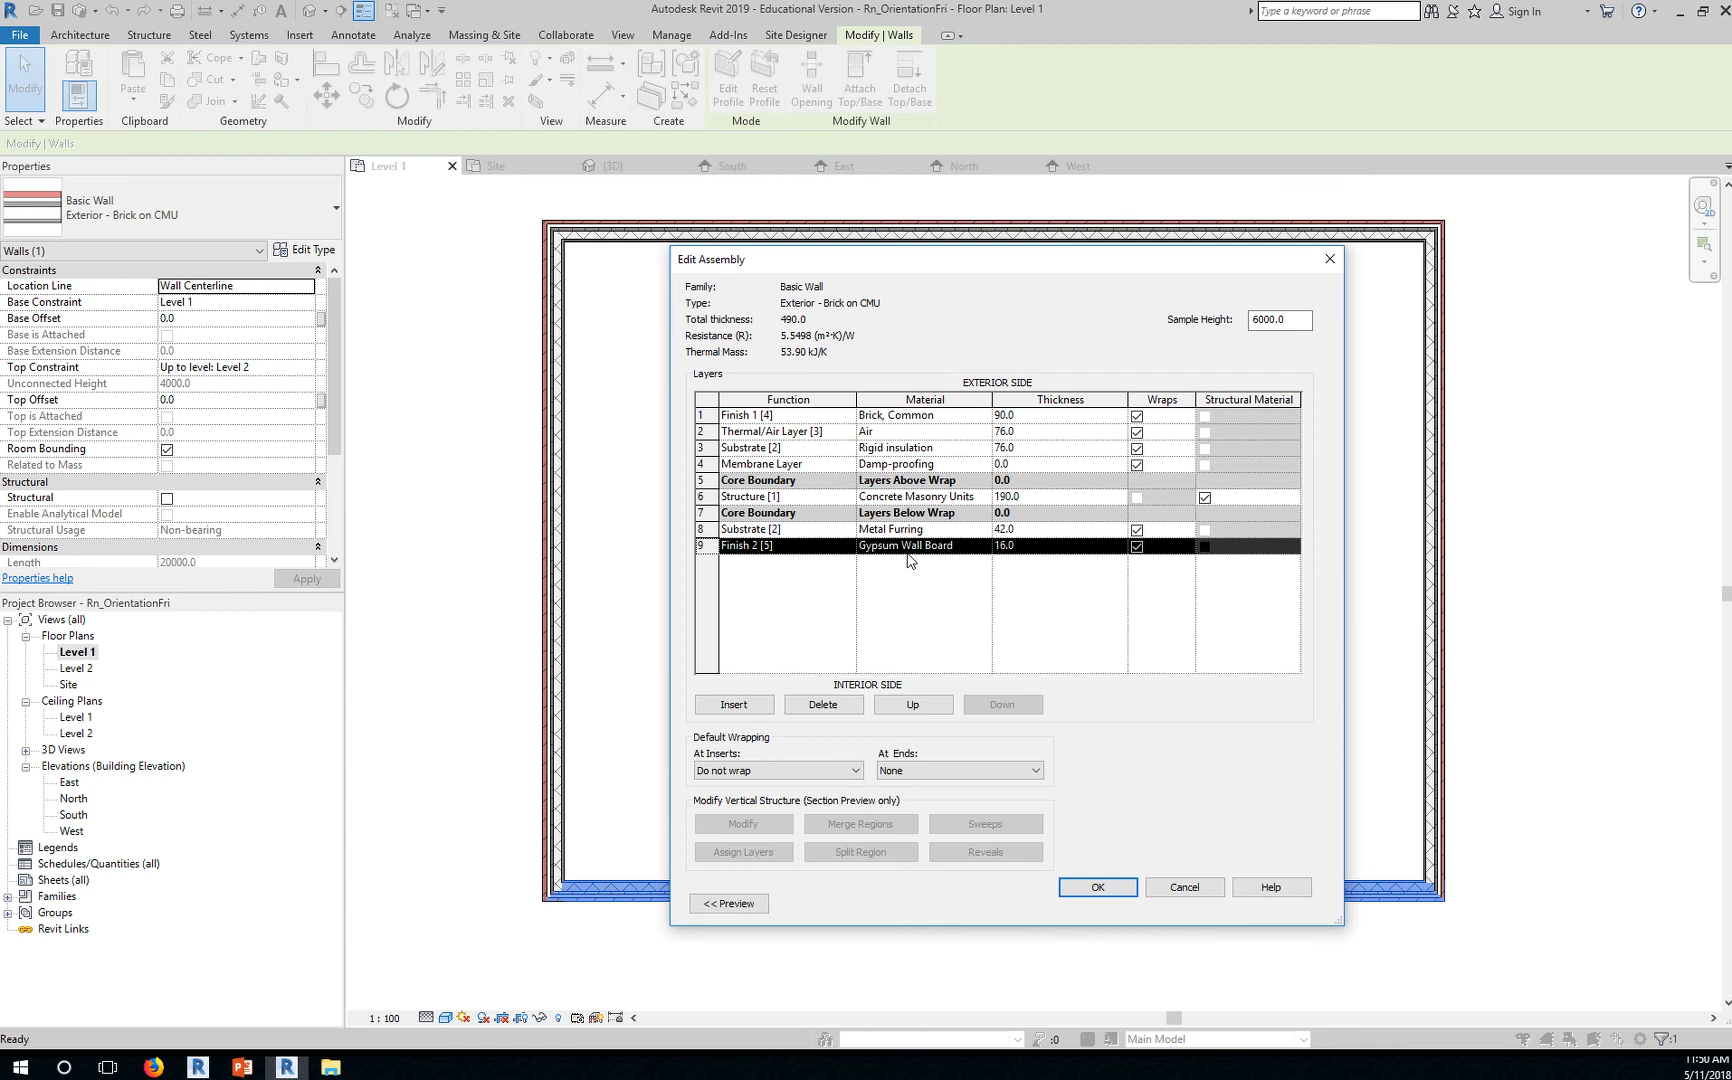 Autodesk Revit 2019 - Educational Version - Rn_OrientationFri - Floor Plan: Level 1
Type a keyword or phrase
Sign In
File Architecture Structure Steel Systems Insert Annotate Analyze Massing & Site Collaborate View Manage Add-Ins Site Designer Modify | Walls
Modify
Paste
Cope
Cut
Join
Edit Profile
Reset Profile
Wall Opening
Attach Top/Base
Detach Top/Base
Select Properties Clipboard Geometry Modify View Measure Create Mode Modify Wall
Modify | Walls
Properties
Level 1 Site {3D} South East North West
Basic Wall
Exterior - Brick on CMU
Walls (1) Edit Type
Constraints
Location Line Wall Centerline
Base Constraint Level 1
Base Offset 0.0
Base is Attached
Base Extension Distance 0.0
Top Constraint Up to level: Level 2
Unconnected Height 4000.0
Top Offset 0.0
Top is Attached
Top Extension Distance 0.0
Room Bounding
Related to Mass
Structural
Structural
Enable Analytical Model
Structural Usage Non-bearing
Dimensions
Length 20000.0
Properties help Apply
Project Browser - Rn_OrientationFri
Views (all)
Floor Plans
Level 1
Level 2
Site
Ceiling Plans
Level 1
Level 2
3D Views
Elevations (Building Elevation)
East
North
South
West
Legends
Schedules/Quantities (all)
Sheets (all)
Families
Groups
Revit Links
2D
Edit Assembly
Family: Basic Wall
Type: Exterior - Brick on CMU
Total thickness: 490.0 Sample Height: 6000.0
Resistance (R): 5.5498 (m²·K)/W
Thermal Mass: 53.90 kJ/K
Layers
EXTERIOR SIDE
Function Material Thickness Wraps Structural Material
1 Finish 1 [4] Brick, Common 90.0
2 Thermal/Air Layer [3] Air 76.0
3 Substrate [2] Rigid insulation 76.0
4 Membrane Layer Damp-proofing 0.0
5 Core Boundary Layers Above Wrap 0.0
6 Structure [1] Concrete Masonry Units 190.0
7 Core Boundary Layers Below Wrap 0.0
8 Substrate [2] Metal Furring 42.0
9 Finish 2 [5] Gypsum Wall Board 16.0
INTERIOR SIDE
Insert Delete Up Down
Default Wrapping
At Inserts: At Ends:
Do not wrap None
Modify Vertical Structure (Section Preview only)
Modify Merge Regions Sweeps
Assign Layers Split Region Reveals
OK Cancel Help
<< Preview
1 : 100
Ready
:0
Main Model
:1
11:50 AM
5/11/2018